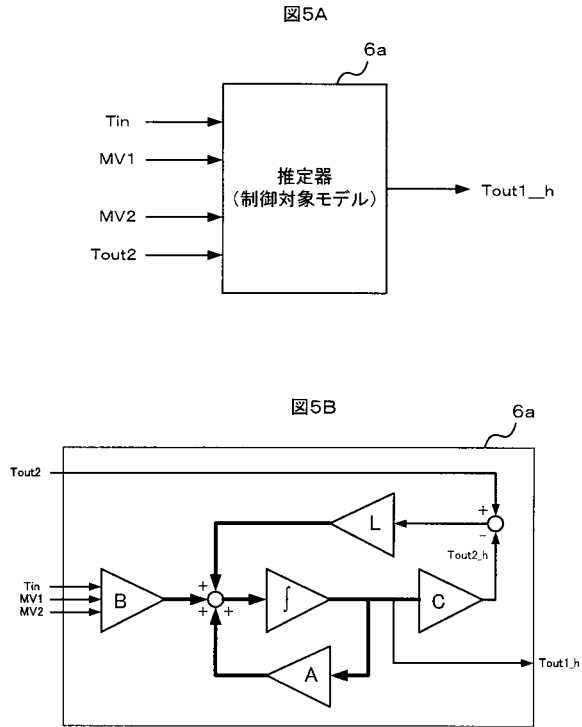 図5A
6a
Tin
MV1
MV2
Tout2
推定器
(制御対象モデル)
Tout1__h
図5B
6a
Tout2
+
−
L
Tout2_h
Tin
MV1
MV2
B
+
+
+
∫
C
A
Tout1_h